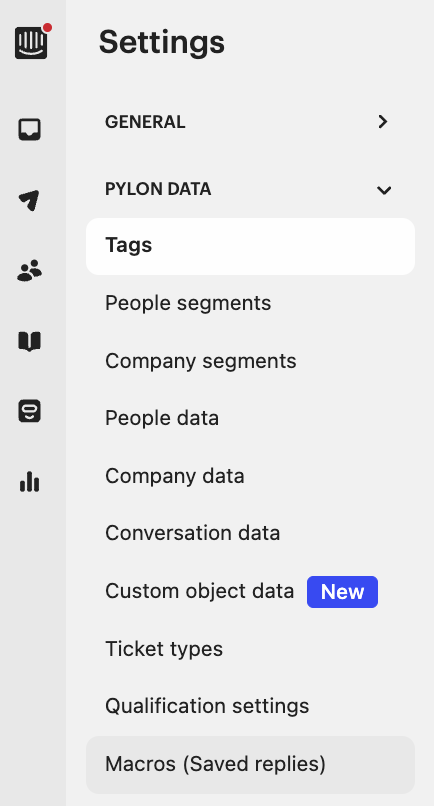 Settings
GENERAL
PYLON DATA
Tags
People segments
Company segments
People data
Company data
Conversation data
Custom object data New
Ticket types
Qualification settings
Macros (Saved replies)